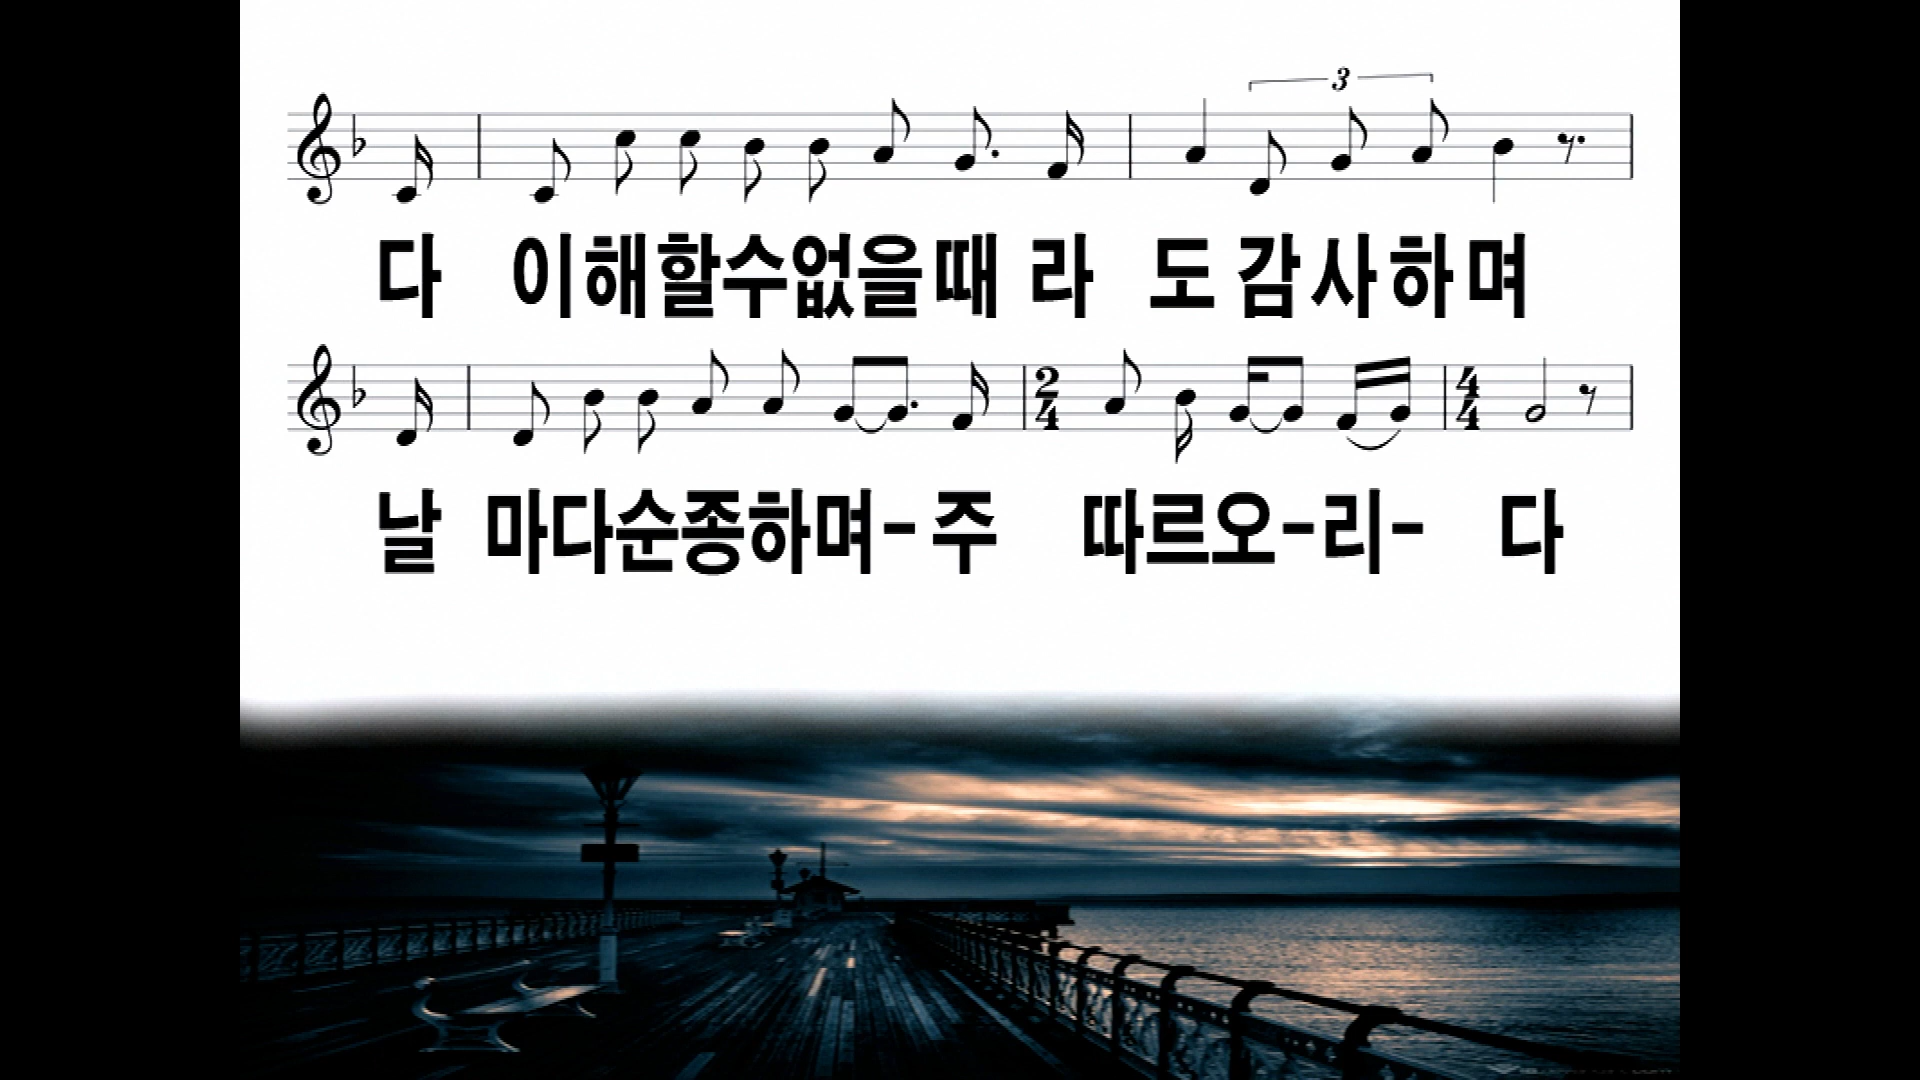 3
다 이해할수없을때 라 도 감사하며
2 4 4 4
날 마다순종하며- 주 따르오-리- 다